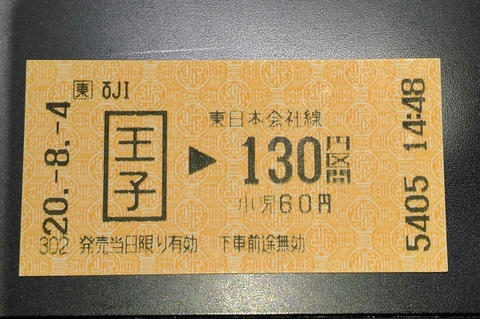 東 ŌJI
20.-8.-4
王子
▶
東日本会社線
130円区間
小児60円
302 発売当日限り有効 下車前途無効
5405 14:48